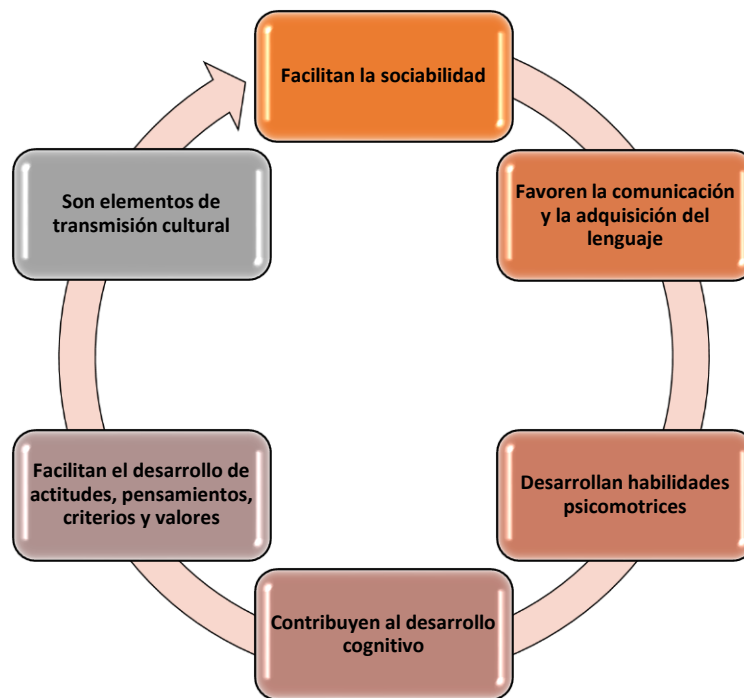 Facilitan la sociabilidad
Favoren la comunicación
y la adquisición del
lenguaje
Desarrollan habilidades
psicomotrices
Contribuyen al desarrollo
cognitivo
Facilitan el desarrollo de
actitudes, pensamientos,
criterios y valores
Son elementos de
transmisión cultural